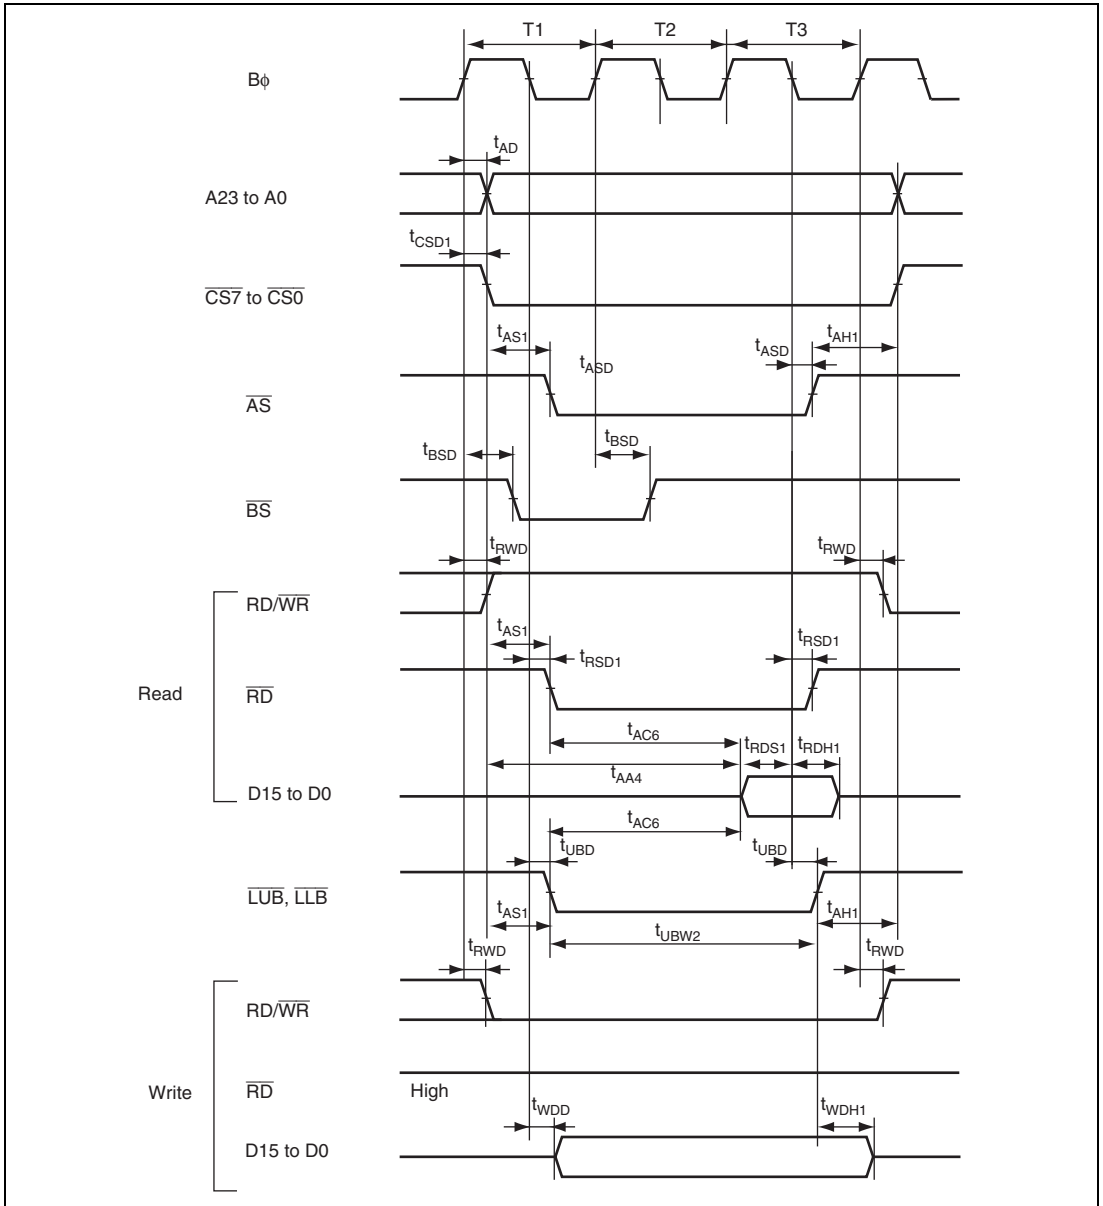 T1 T2 T3
Bφ
tAD
A23 to A0
tCSD1
CS7 to CS0
tAS1 tASD tASD tAH1
AS
tBSD tBSD
BS
tRWD tRWD
RD/WR
tAS1 tRSD1 tRSD1
Read
RD
tAC6 tRDS1 tRDH1
tAA4
D15 to D0
tAC6
tUBD tUBD
LUB, LLB
tAS1 tUBW2 tAH1
tRWD tRWD
RD/WR
Write
RD
High
tWDD tWDH1
D15 to D0